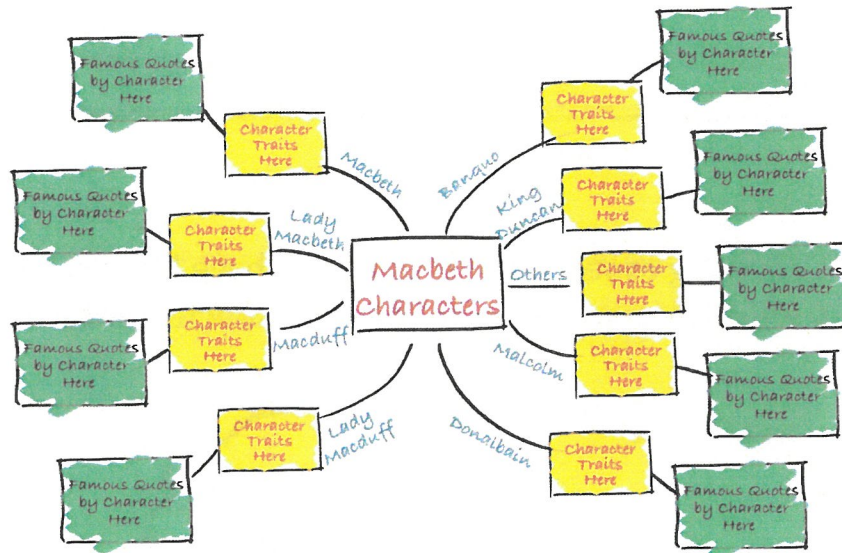 Macbeth
Characters
Macbeth
Character
Traits
Here
Famous Quotes
by Character
Here
Lady
Macbeth
Character
Traits
Here
Famous Quotes
by Character
Here
Macduff
Character
Traits
Here
Famous Quotes
by Character
Here
Lady
Macduff
Character
Traits
Here
Famous Quotes
by Character
Here
Banquo
Character
Traits
Here
Famous Quotes
by Character
Here
King
Duncan
Character
Traits
Here
Famous Quotes
by Character
Here
Others
Character
Traits
Here
Famous Quotes
by Character
Here
Malcolm
Character
Traits
Here
Famous Quotes
by Character
Here
Donalbain
Character
Traits
Here
Famous Quotes
by Character
Here